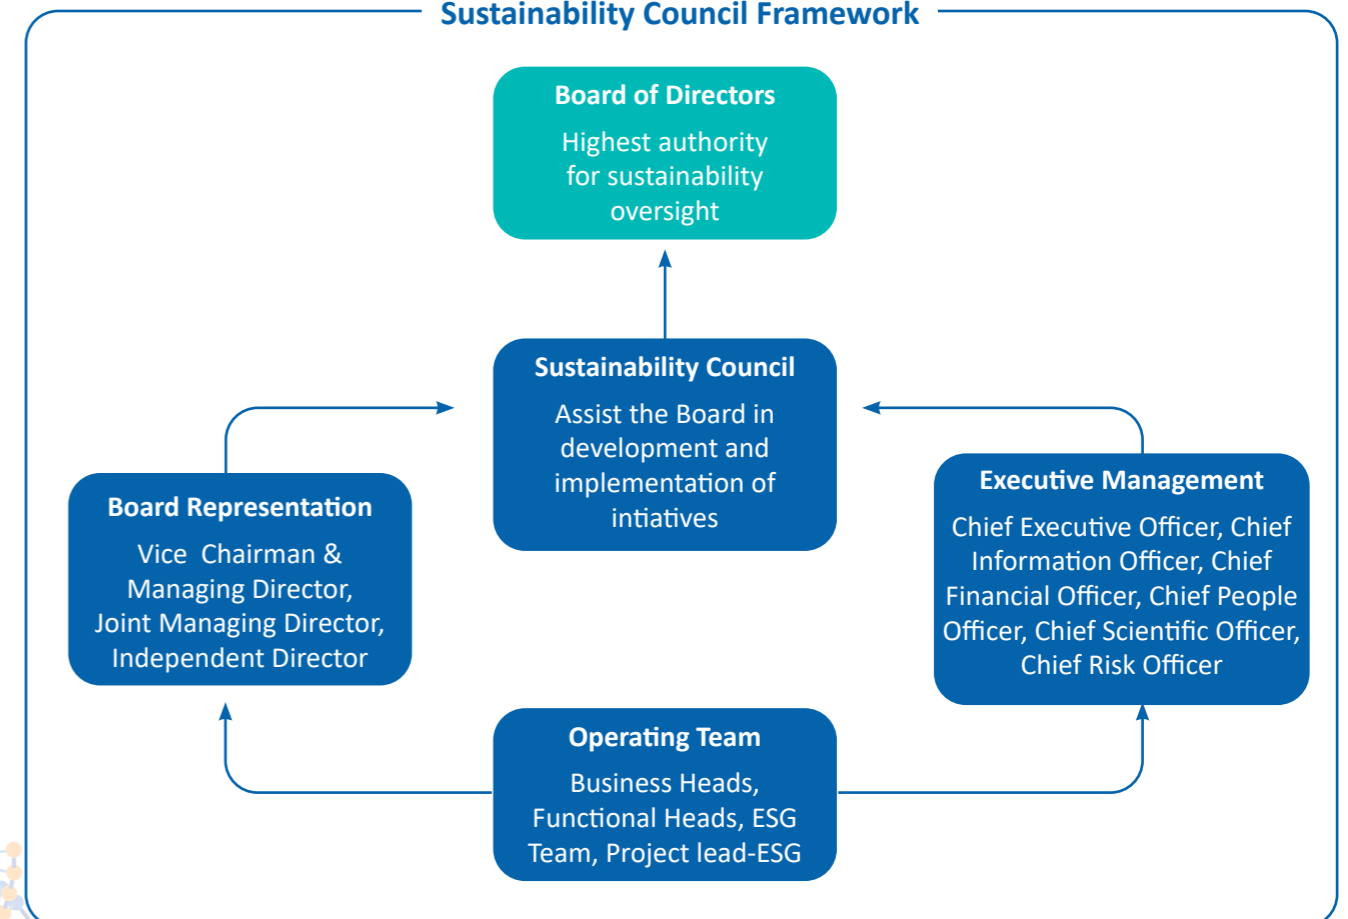 Sustainability Council Framework
Board of Directors
Highest authority
for sustainability
oversight
Sustainability Council
Assist the Board in
development and
implementation of
intiatives
Board Representation
Vice Chairman &
Managing Director,
Joint Managing Director,
Independent Director
Executive Management
Chief Executive Officer, Chief
Information Officer, Chief
Financial Officer, Chief People
Officer, Chief Scientific Officer,
Chief Risk Officer
Operating Team
Business Heads,
Functional Heads, ESG
Team, Project lead-ESG